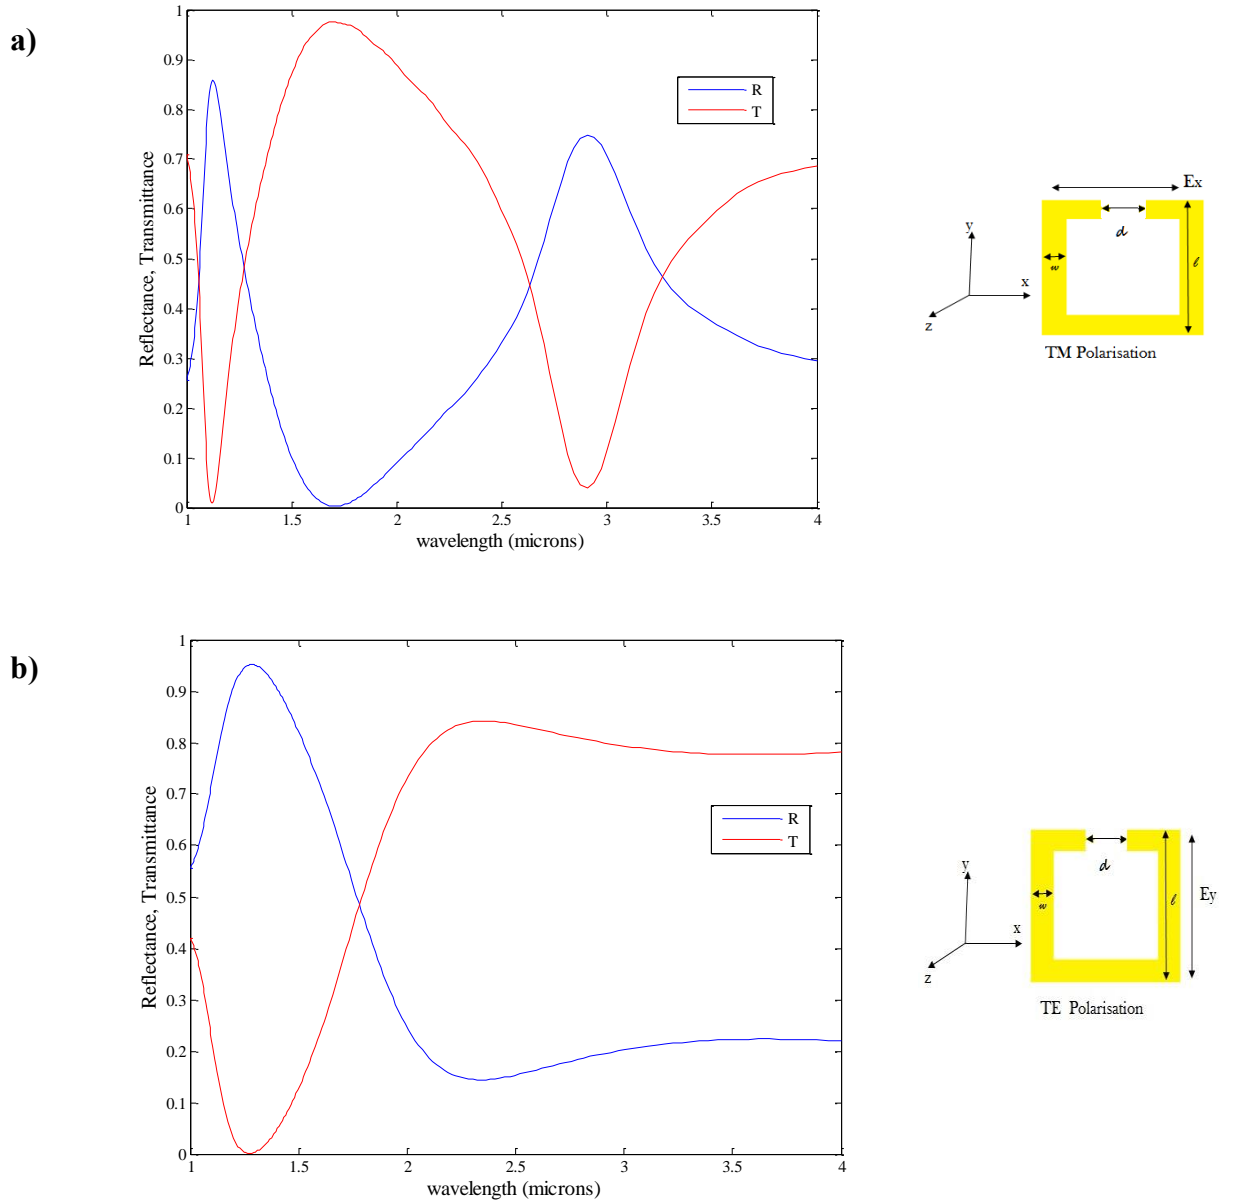 a)
1
0.9
0.8
0.7
0.6
0.5
0.4
0.3
0.2
0.1
0
Reflectance, Transmittance
R
T
1
1.5
2
2.5
3
3.5
4
wavelength (microns)
Ex
d
w
ℓ
y
x
z
TM Polarisation
b)
1
0.9
0.8
0.7
0.6
0.5
0.4
0.3
0.2
0.1
0
Reflectance, Transmittance
R
T
1
1.5
2
2.5
3
3.5
4
wavelength (microns)
d
w
ℓ
Ey
y
x
z
TE Polarisation